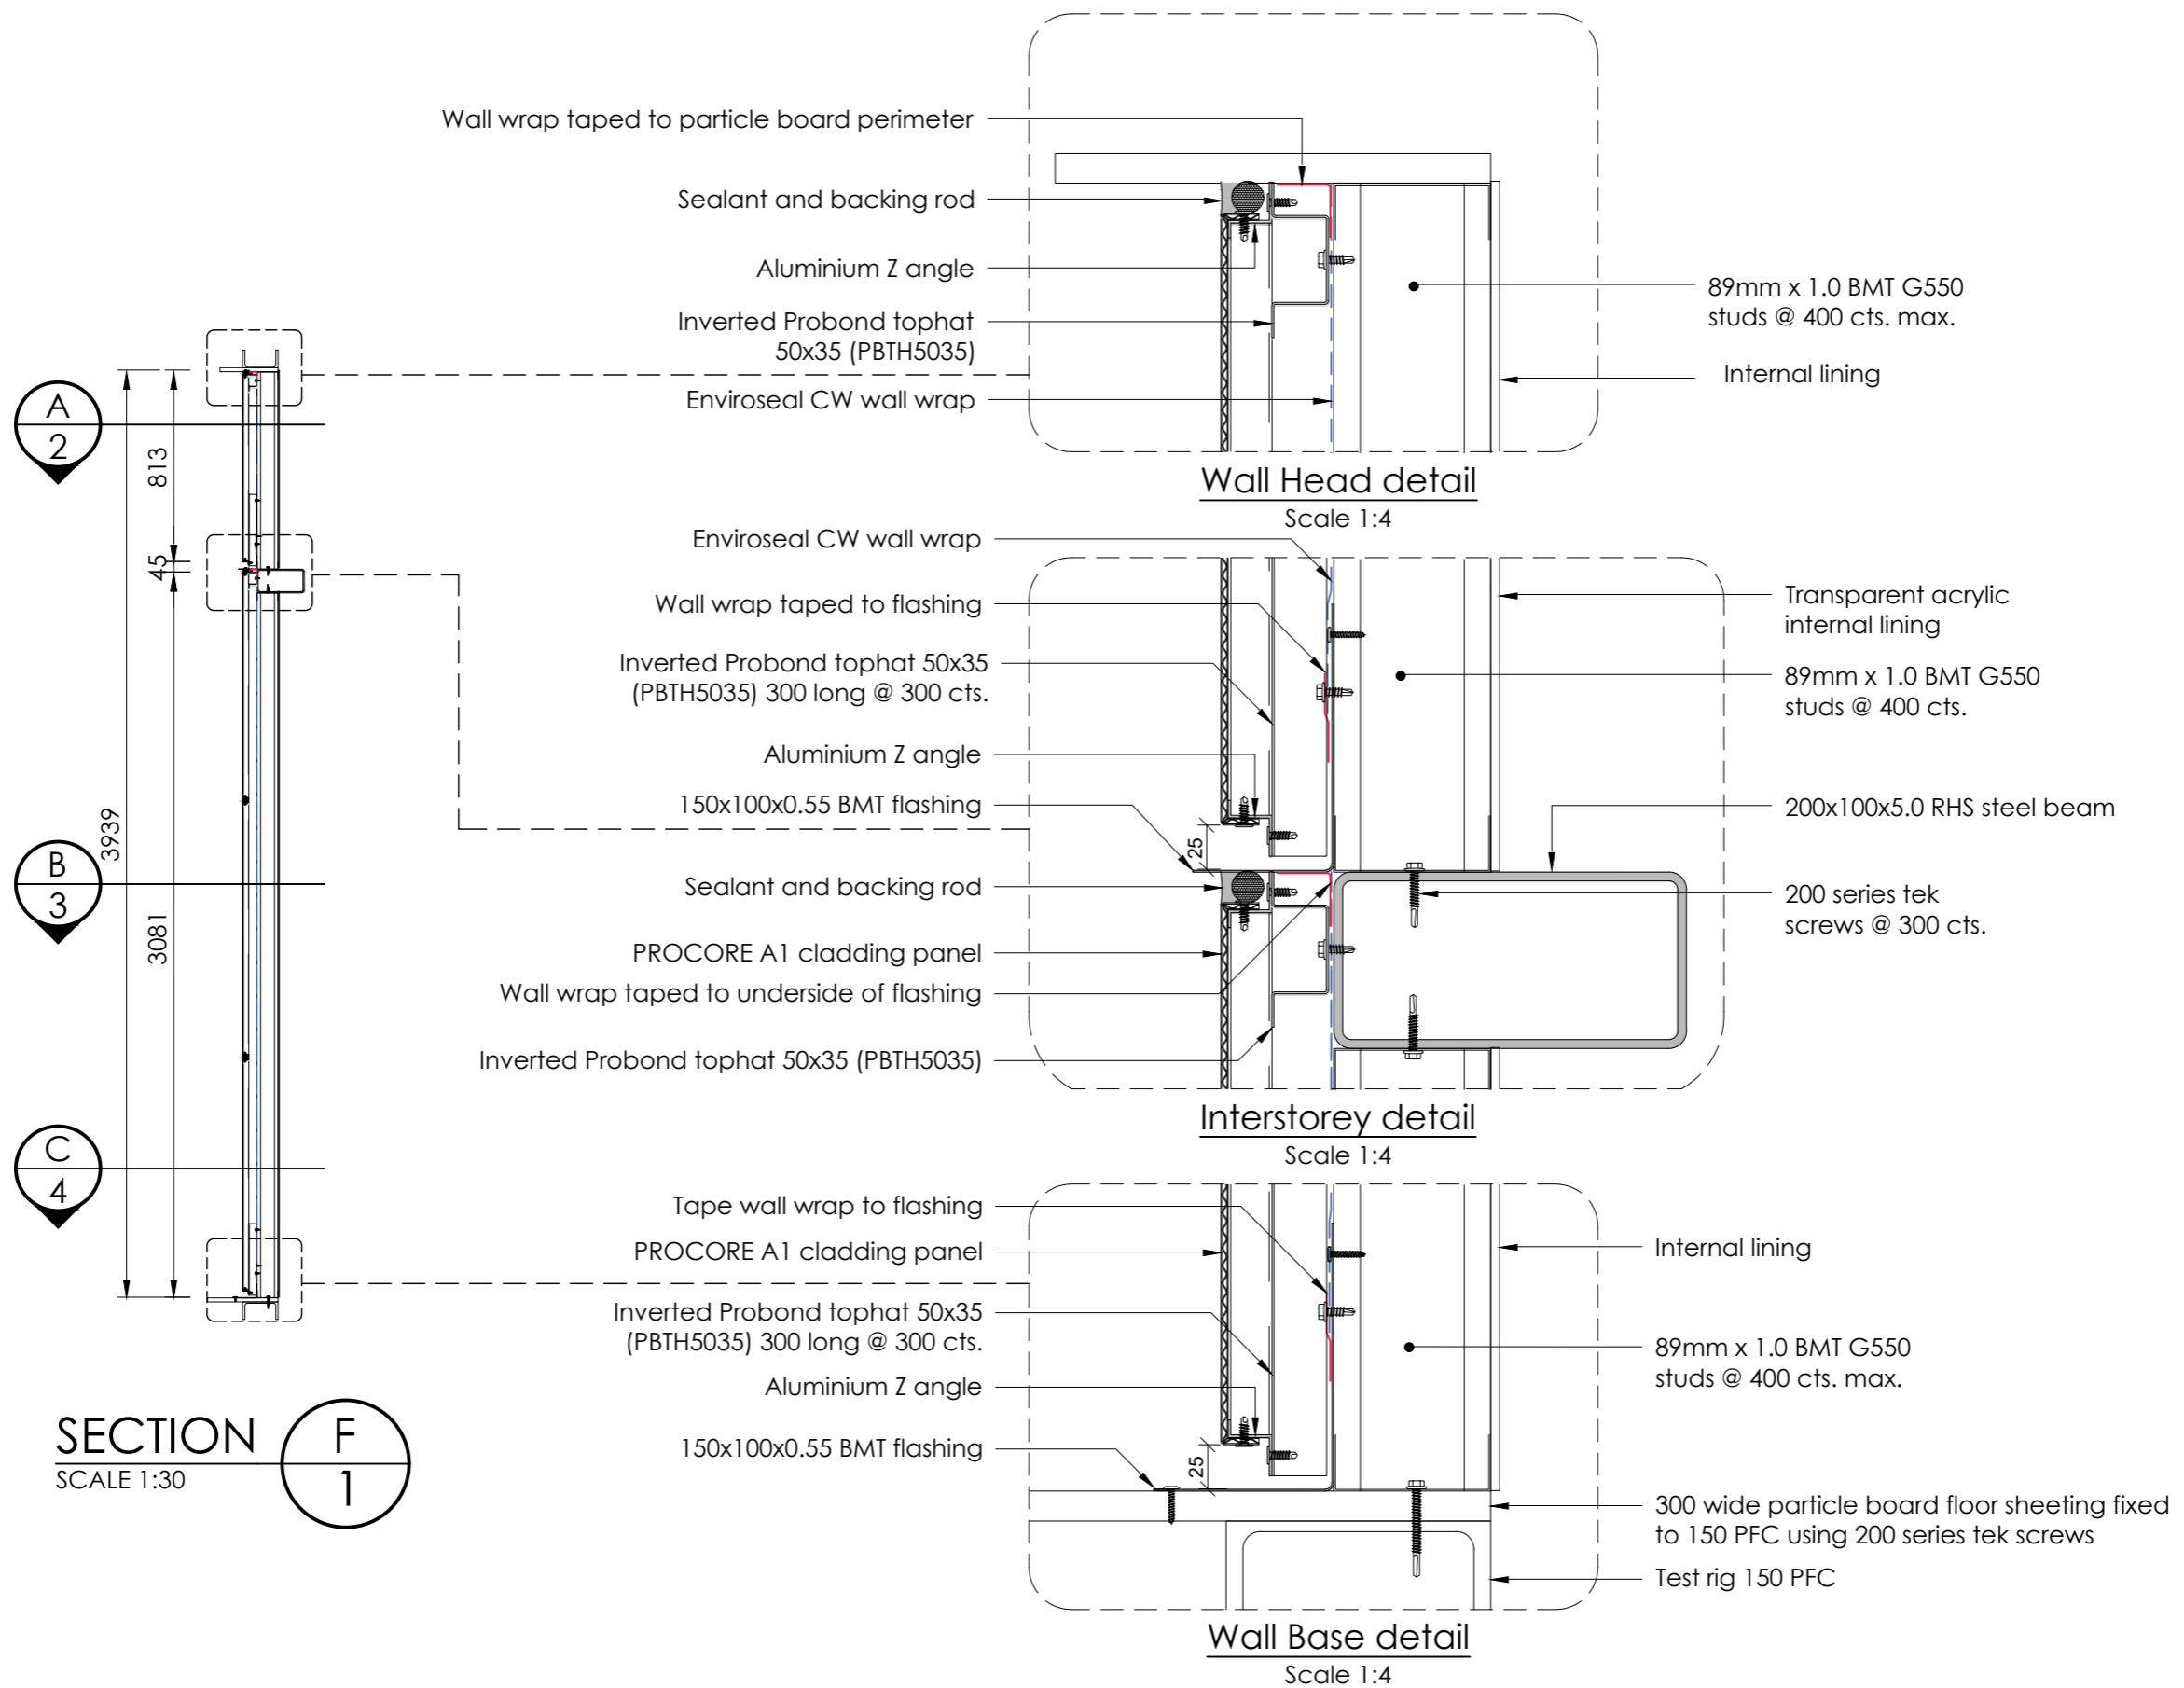 Wall wrap taped to particle board perimeter
Sealant and backing rod
Aluminium Z angle
Inverted Probond tophat
50x35 (PBTH5035)
Enviroseal CW wall wrap
89mm x 1.0 BMT G550
studs @ 400 cts. max.
Internal lining
Wall Head detail
Scale 1:4
A
2
813
45
3939
B
3
3081
C
4
SECTION
SCALE 1:30
F
1
Enviroseal CW wall wrap
Wall wrap taped to flashing
Inverted Probond tophat 50x35
(PBTH5035) 300 long @ 300 cts.
Aluminium Z angle
150x100x0.55 BMT flashing
25
Sealant and backing rod
PROCORE A1 cladding panel
Wall wrap taped to underside of flashing
Inverted Probond tophat 50x35 (PBTH5035)
Transparent acrylic
internal lining
89mm x 1.0 BMT G550
studs @ 400 cts.
200x100x5.0 RHS steel beam
200 series tek
screws @ 300 cts.
Interstorey detail
Scale 1:4
Tape wall wrap to flashing
PROCORE A1 cladding panel
Inverted Probond tophat 50x35
(PBTH5035) 300 long @ 300 cts.
Aluminium Z angle
150x100x0.55 BMT flashing
25
Internal lining
89mm x 1.0 BMT G550
studs @ 400 cts. max.
300 wide particle board floor sheeting fixed
to 150 PFC using 200 series tek screws
Test rig 150 PFC
Wall Base detail
Scale 1:4